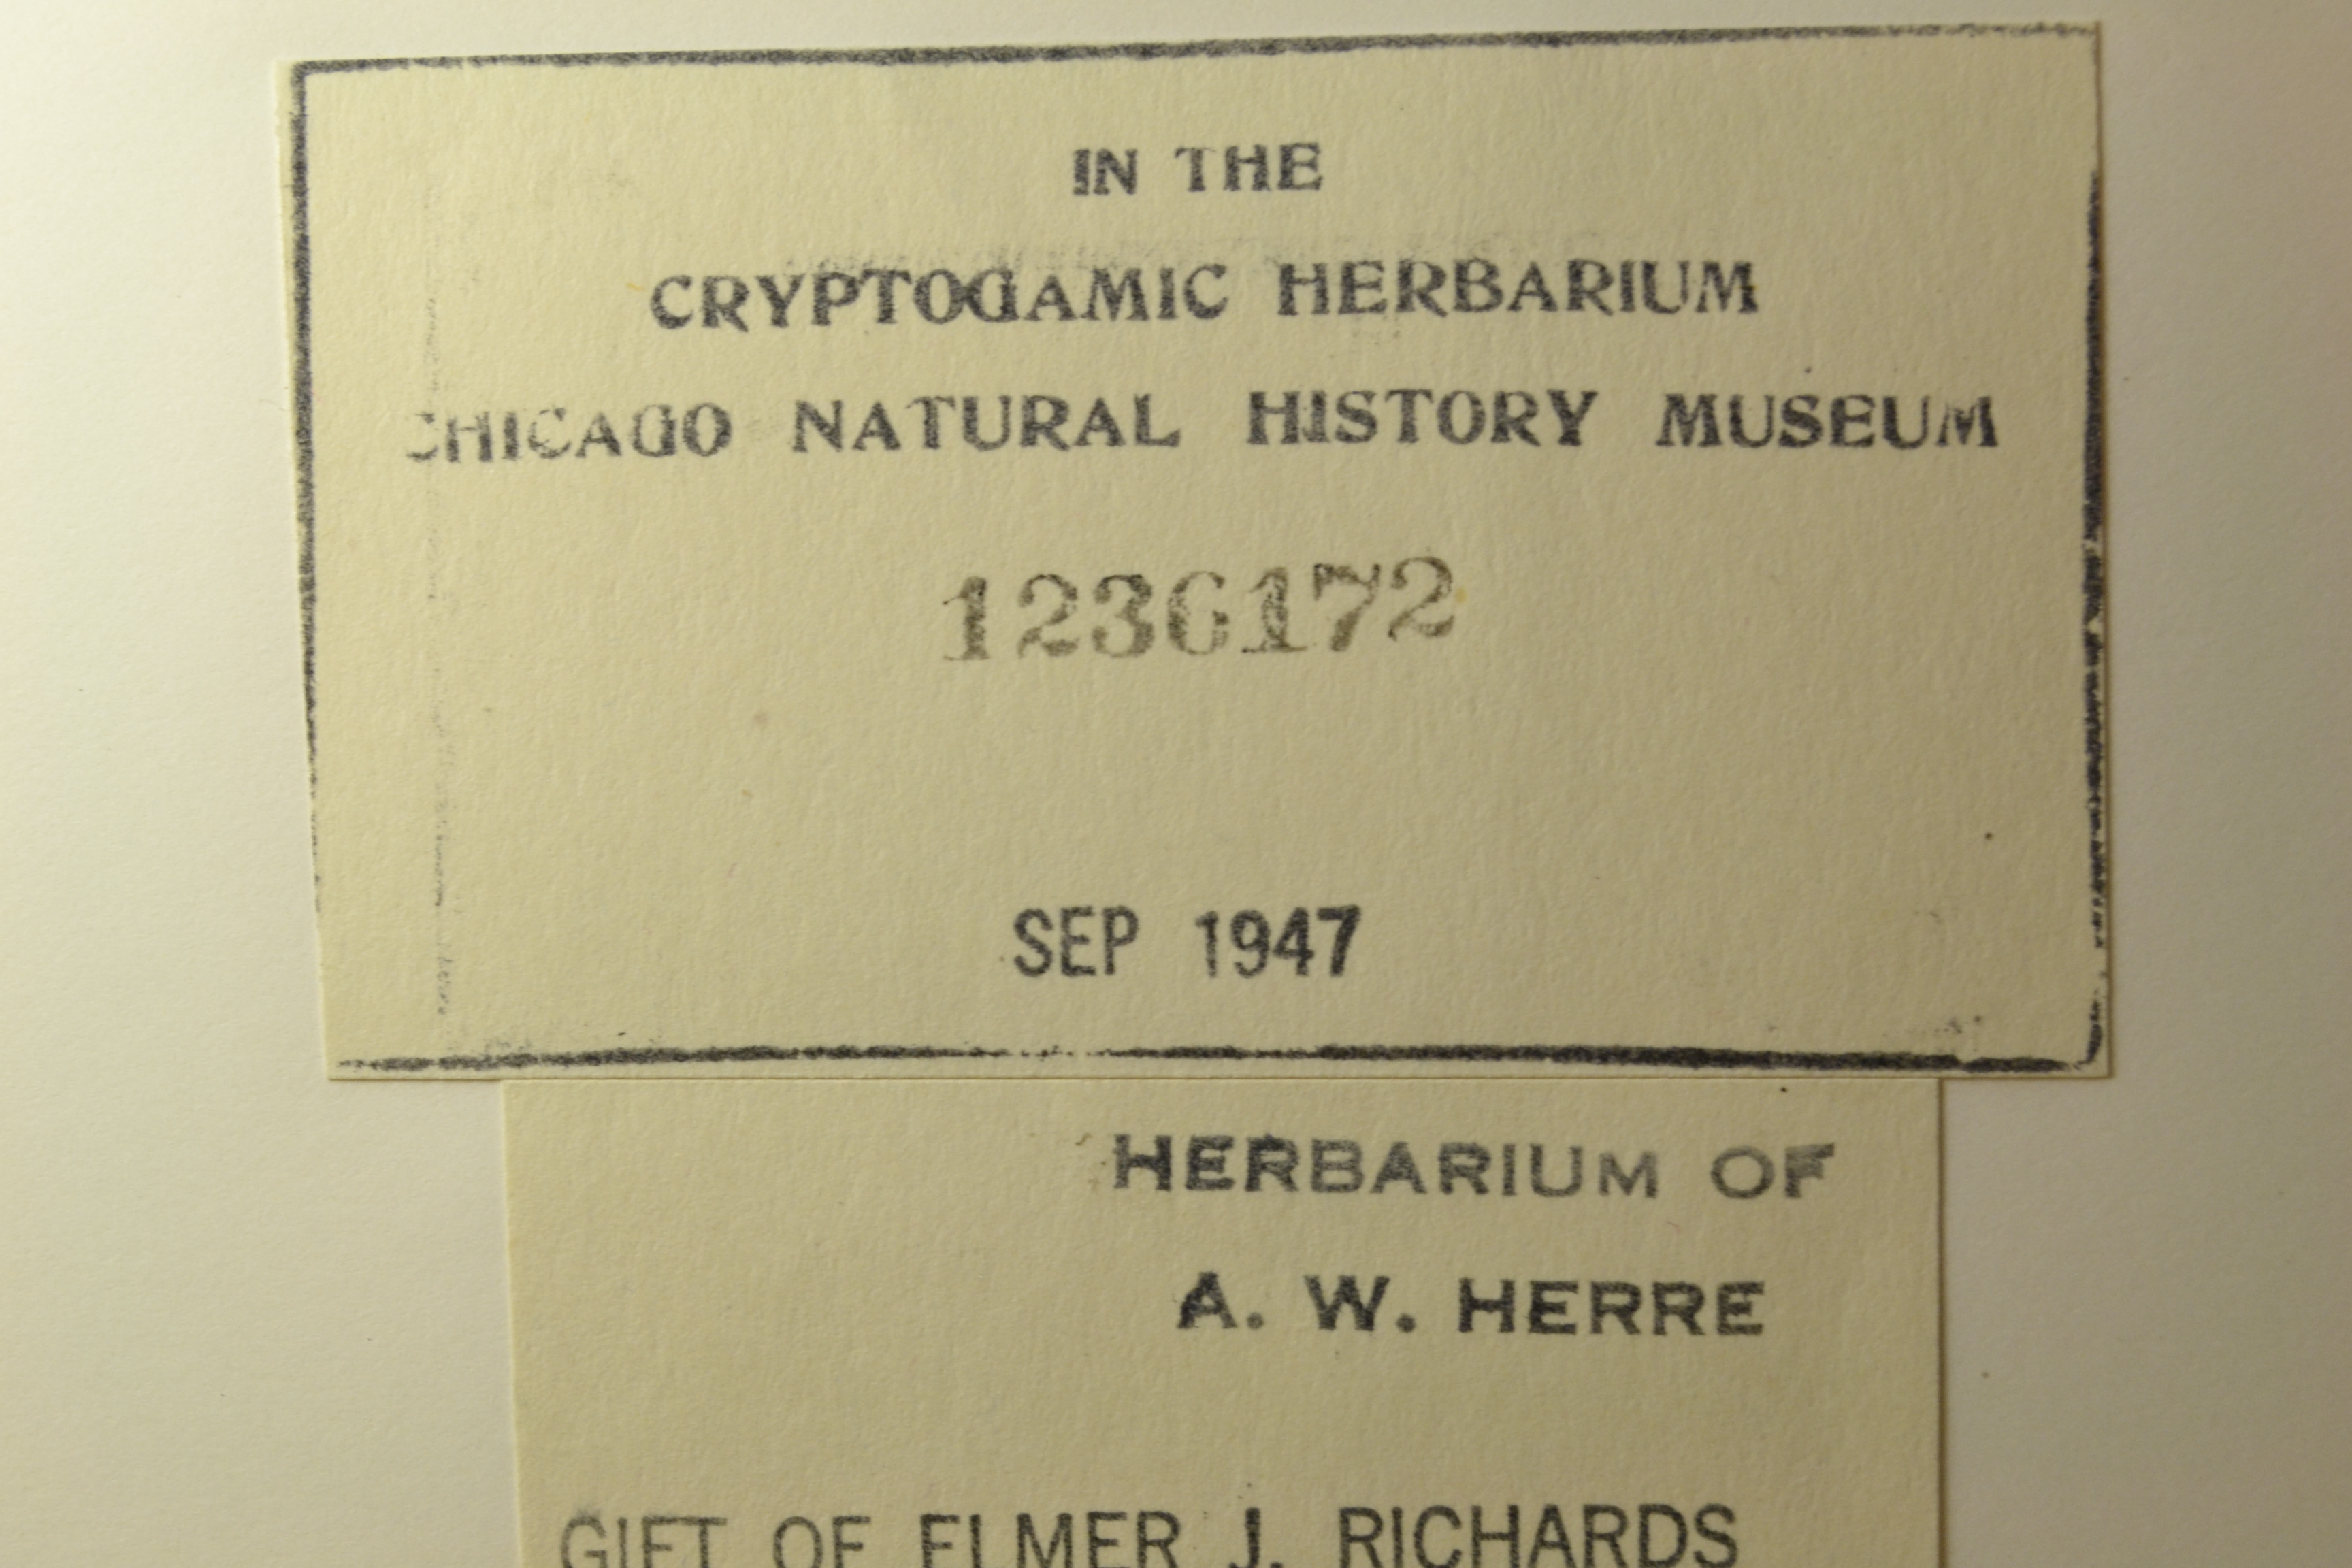 IN THE
CRYPTOGAMIC HERBARIUM
CHICAGO NATURAL HISTORY MUSEUM
1236172
SEP 1947
HERBARIUM OF
A. W. HERRE
GIFT OF ELMER J. RICHARDS